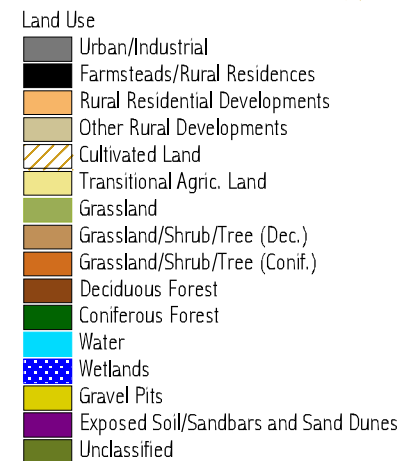 Land Use
Urban/Industrial
Farmsteads/Rural Residences
Rural Residential Developments
Other Rural Developments
Cultivated Land
Transitional Agric. Land
Grassland
Grassland/Shrub/Tree (Dec.)
Grassland/Shrub/Tree (Conif.)
Deciduous Forest
Coniferous Forest
Water
Wetlands
Gravel Pits
Exposed Soil/Sandbars and Sand Dunes
Unclassified